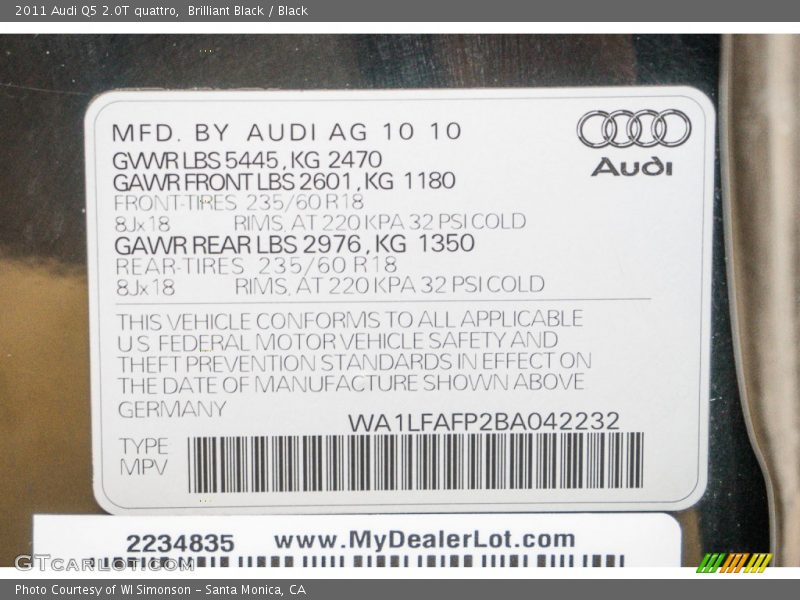 2011 Audi Q5 2.0T quattro,  Brilliant Black / Black
MFD. BY AUDI AG 10 10
GVWR LBS 5445, KG 2470
GAWR FRONT LBS 2601, KG 1180
FRONT-TIRES 235/60 R18
8Jx18 RIMS, AT 220 KPA 32 PSI COLD
GAWR REAR LBS 2976, KG 1350
REAR-TIRES 235/60 R18
8Jx18 RIMS, AT 220 KPA 32 PSI COLD
Audi
THIS VEHICLE CONFORMS TO ALL APPLICABLE
U.S. FEDERAL MOTOR VEHICLE SAFETY AND
THEFT PREVENTION STANDARDS IN EFFECT ON
THE DATE OF MANUFACTURE SHOWN ABOVE
GERMANY
WA1LFAFP2BA042232
TYPE
MPV
2234835 www.MyDealerLot.com
GTcarlot.com
Photo Courtesy of WI Simonson - Santa Monica, CA